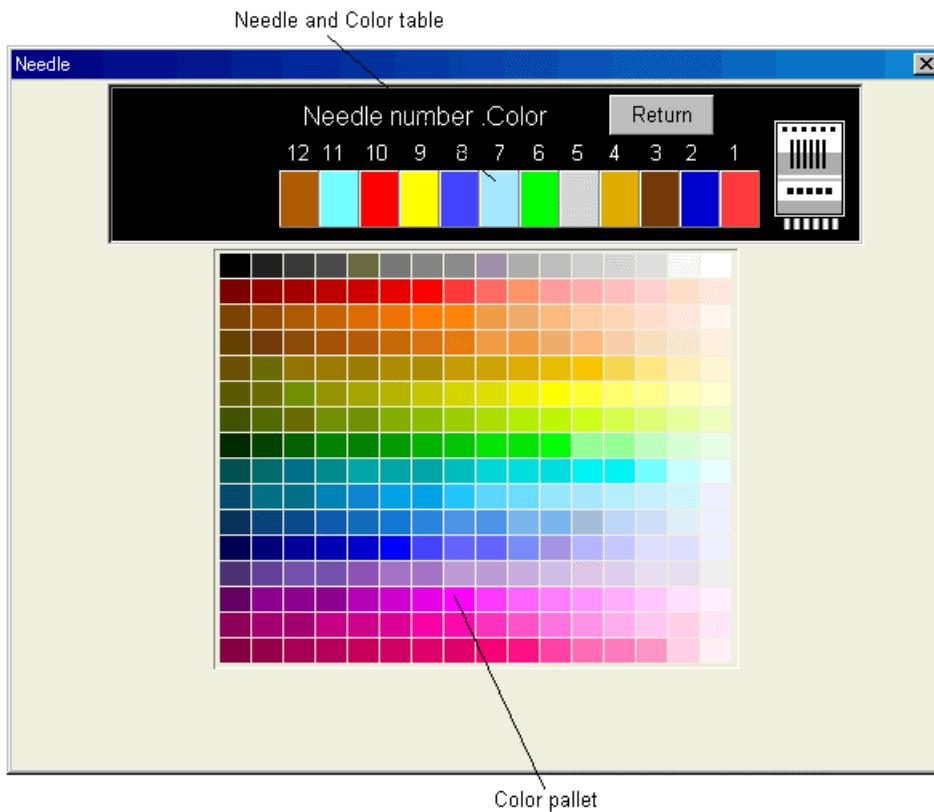 Needle and Color table
Needle
Needle number .Color
Return
12 11 10 9 8 7 6 5 4 3 2 1
Color pallet